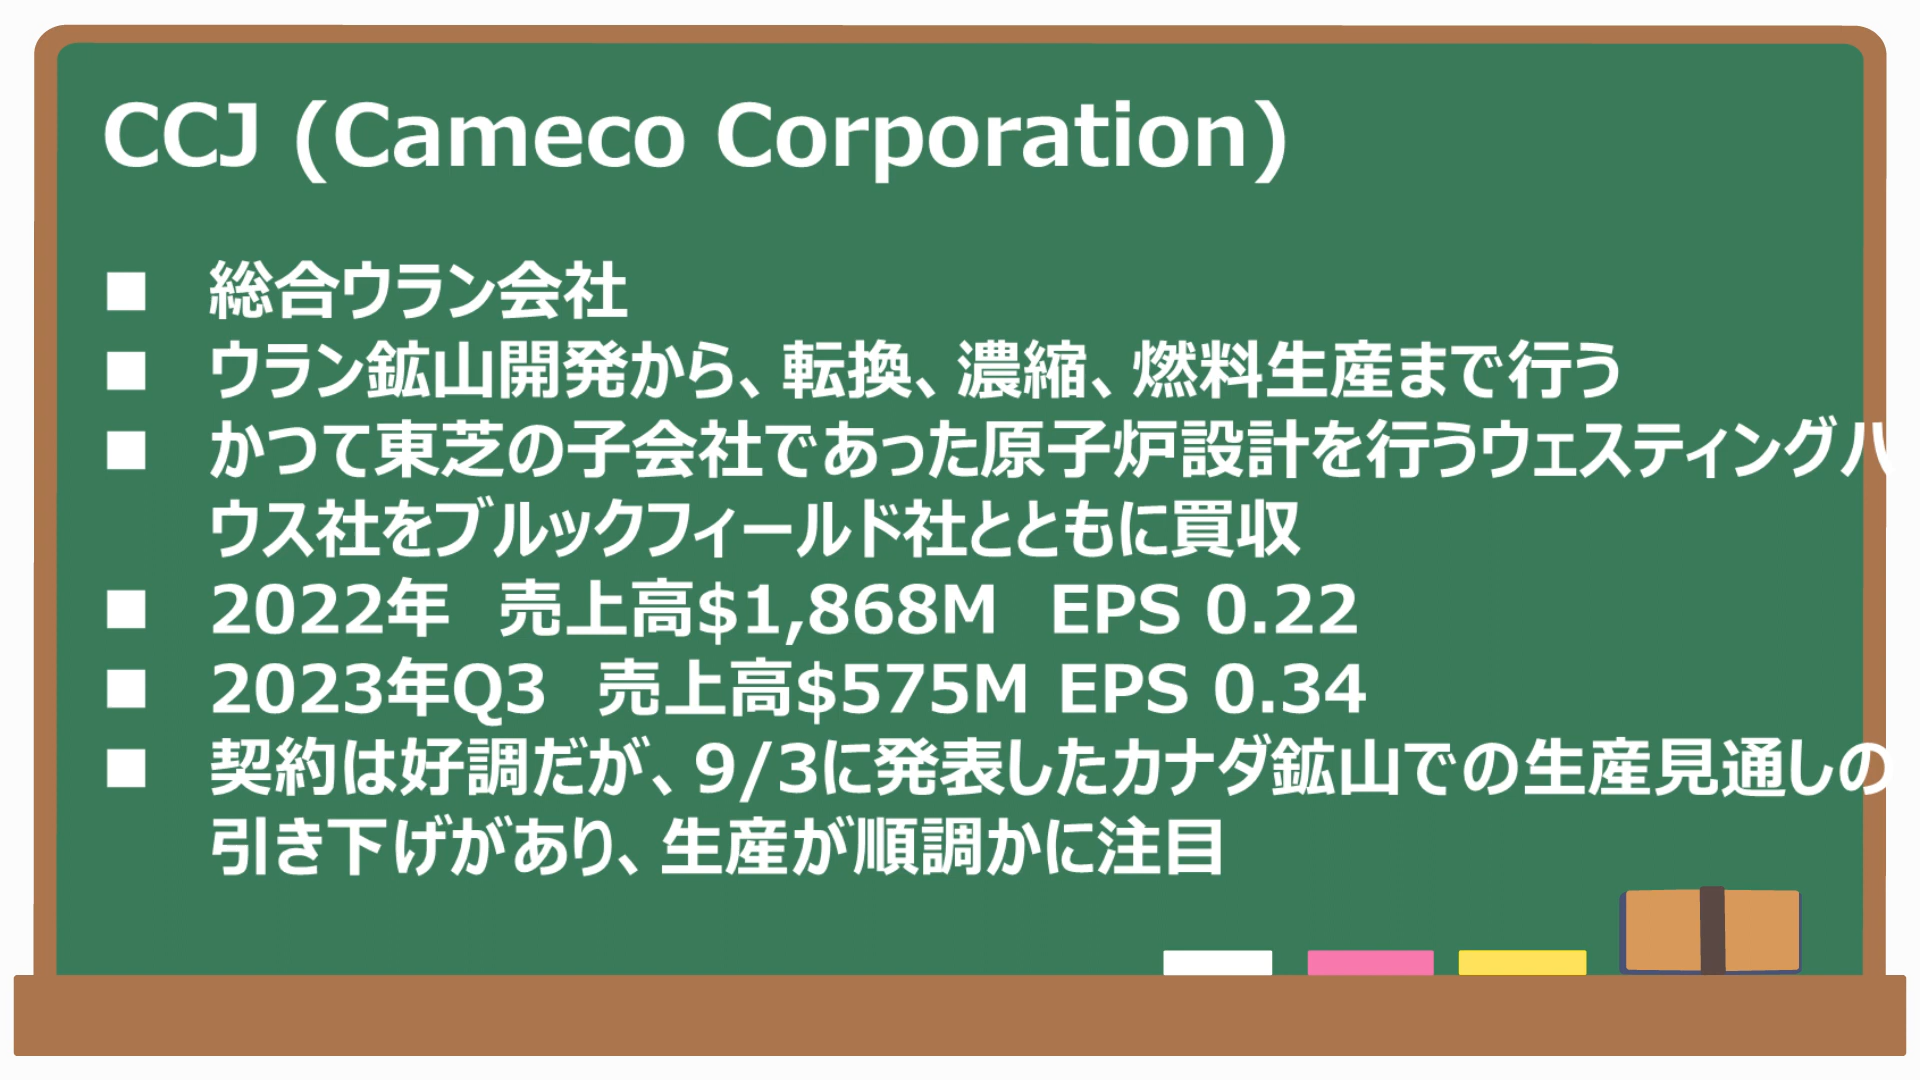 CCJ (Cameco Corporation)
■ 総合ウラン会社
■ ウラン鉱山開発から、転換、濃縮、燃料生産まで行う
■ かつて東芝の子会社であった原子炉設計を行うウェスティングハ
ウス社をブルックフィールド社とともに買収
■ 2022年 売上高$1,868M EPS 0.22
■ 2023年Q3 売上高$575M EPS 0.34
■ 契約は好調だが、9/3に発表したカナダ鉱山での生産見通しの
引き下げがあり、生産が順調かに注目